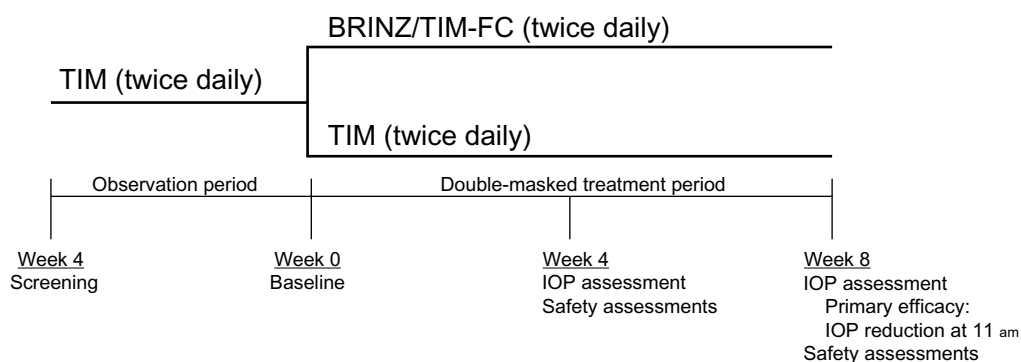 BRINZ/TIM-FC (twice daily)
TIM (twice daily)
TIM (twice daily)
Observation period
Double-masked treatment period
Week 4
Screening
Week 0
Baseline
Week 4
IOP assessment
Safety assessments
Week 8
IOP assessment
Primary efficacy:
IOP reduction at 11 am
Safety assessments